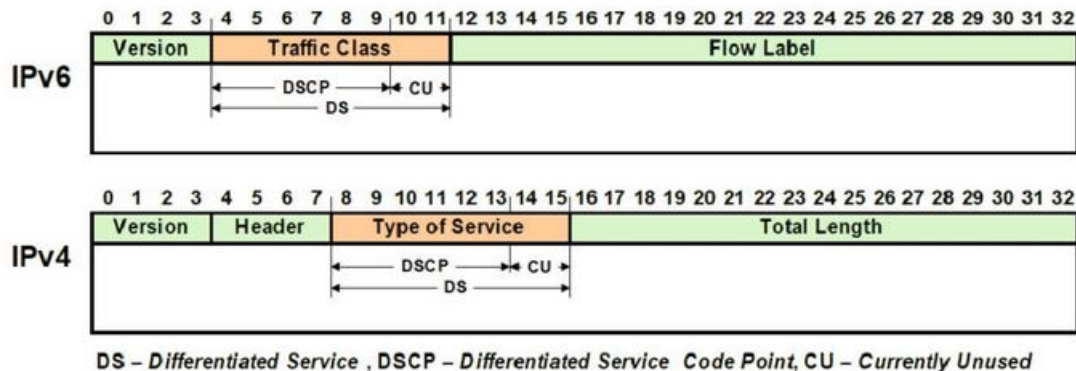 0 1 2 3 4 5 6 7 8 9 10 11 12 13 14 15 16 17 18 19 20 21 22 23 24 25 26 27 28 29 30 31 32
IPv6
Version Traffic Class Flow Label
DSCP CU
DS
0 1 2 3 4 5 6 7 8 9 10 11 12 13 14 15 16 17 18 19 20 21 22 23 24 25 26 27 28 29 30 31 32
IPv4
Version Header Type of Service Total Length
DSCP CU
DS
DS – Differentiated Service , DSCP – Differentiated Service Code Point, CU – Currently Unused